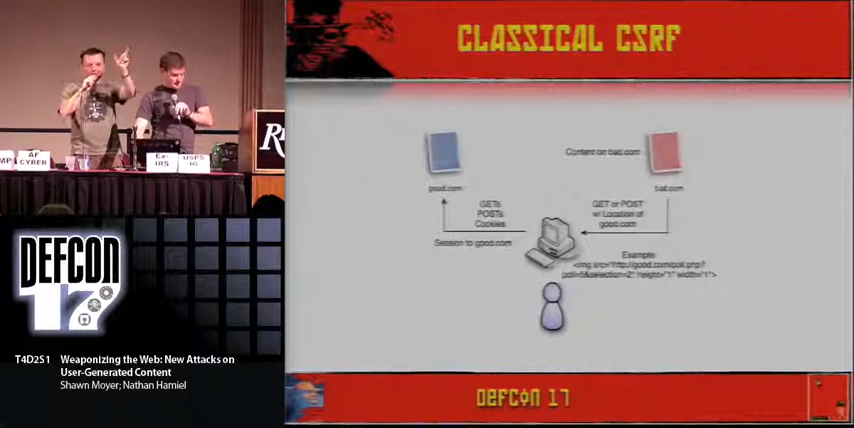 CLASSICAL CSRF
Content on bad.com
good.com
bad.com
GETs
POSTs
Cookies
GET or POST
w/ Location of
good.com
Session to good.com
Example:
<img src="http://good.com/poll.php?
poll=5&selection=2" height="1" width="1">
AF
CYBER
Ex-
IRS
USPS
IG
DEFCON
17
T4D2S1 Weaponizing the Web: New Attacks on
User-Generated Content
Shawn Moyer; Nathan Hamiel
DEFCON 17